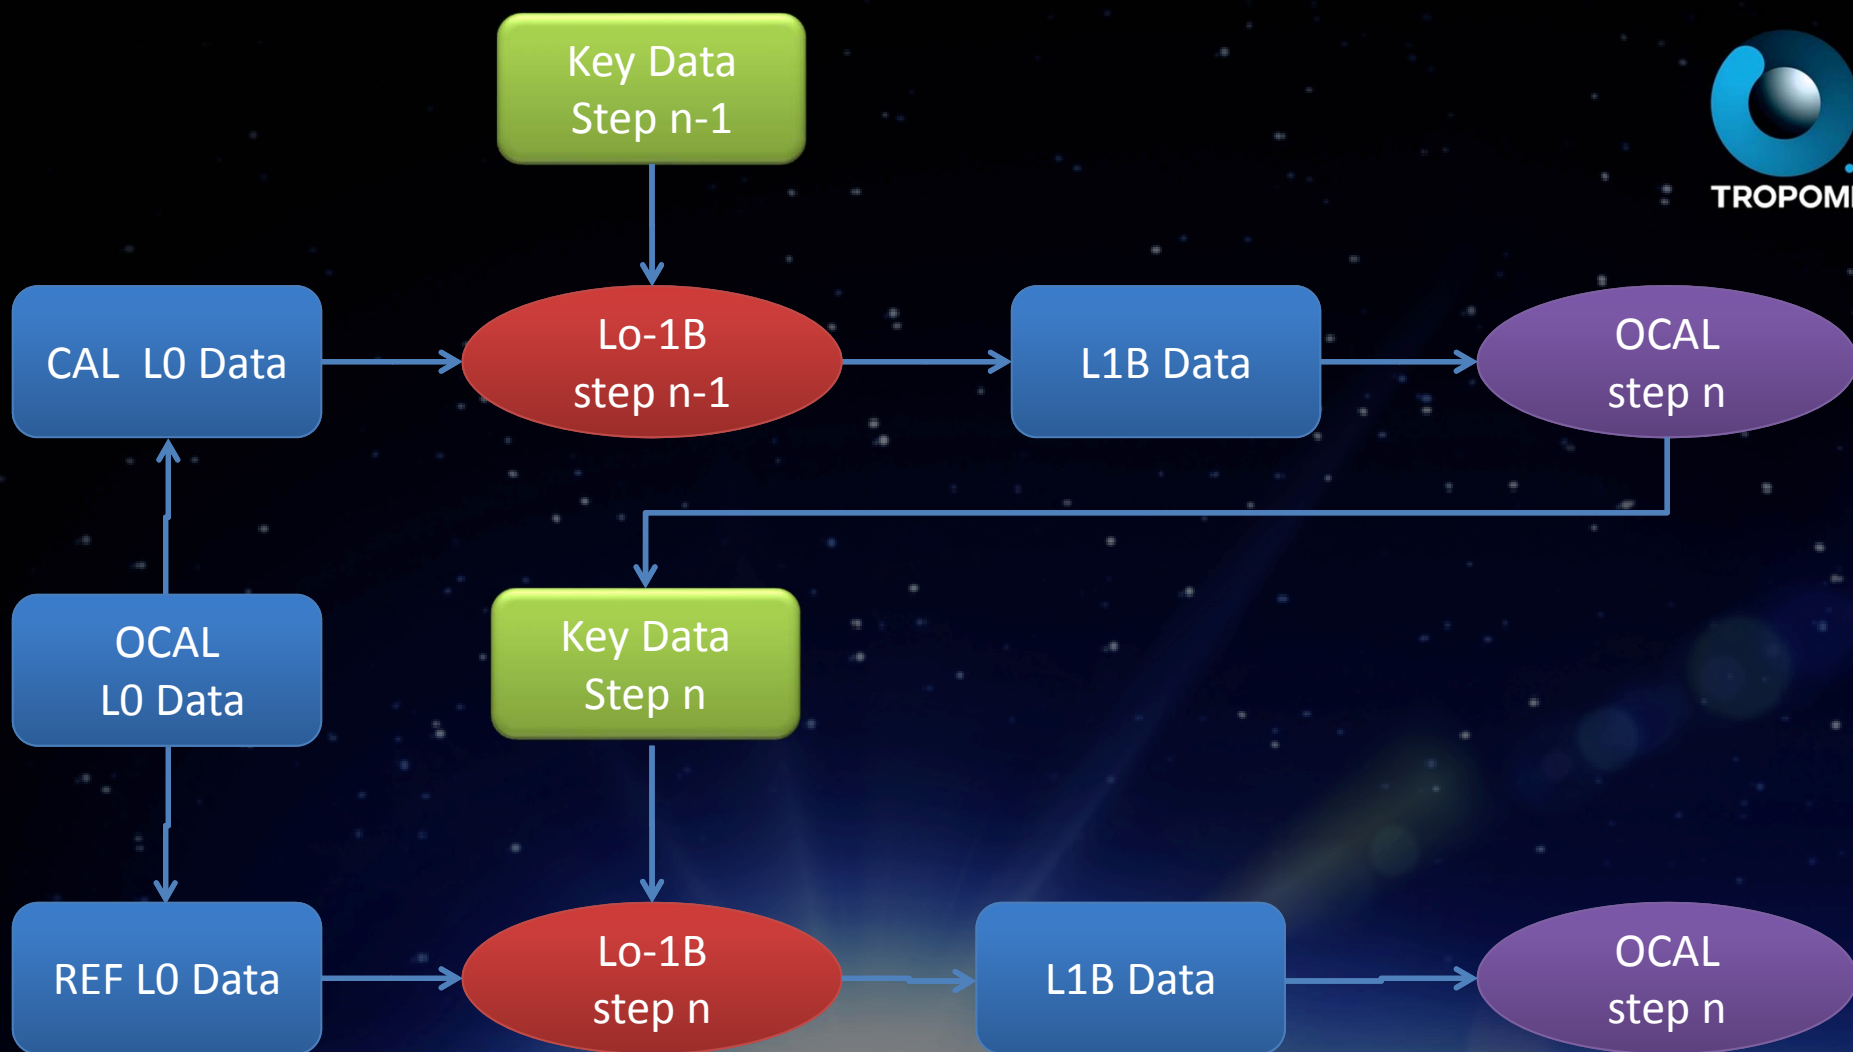 Key Data
Step n-1
TROPOMI
CAL L0 Data
Lo-1B
step n-1
L1B Data
OCAL
step n
OCAL
L0 Data
Key Data
Step n
REF L0 Data
Lo-1B
step n
L1B Data
OCAL
step n